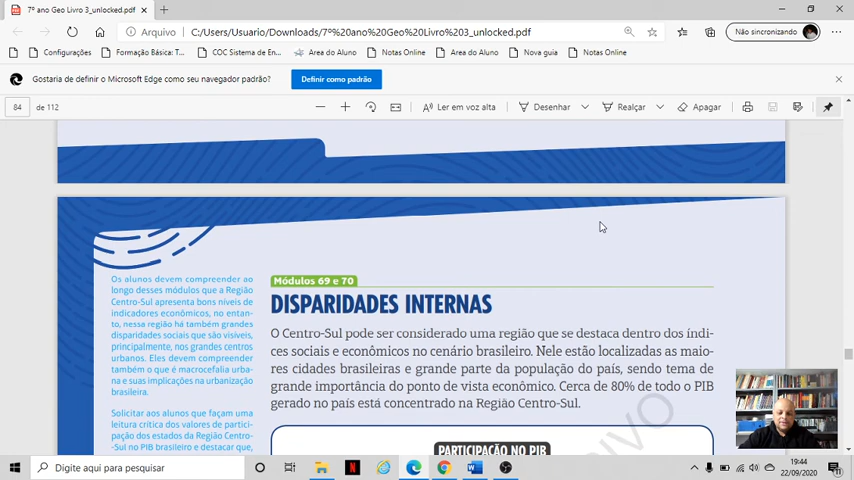 7º ano Geo Livro 3_unlocked.pdf
Arquivo
C:/Users/Usuario/Downloads/7º%20ano%20Geo%20Livro%203_unlocked.pdf
Não sincronizando
Configurações
Formação Básica: T...
COC Sistema de En...
Area do Aluno
Notas Online
Area do Aluno
Nova guia
Notas Online
Gostaria de definir o Microsoft Edge como seu navegador padrão?
Definir como padrão
84
de 112
Ler em voz alta
Desenhar
Realçar
Apagar
Os alunos devem compreender ao
longo desses módulos que a Região
Centro-Sul apresenta bons níveis de
indicadores econômicos, no entan-
to, nessa região há também grandes
disparidades sociais que são visíveis,
principalmente, nos grandes centros
urbanos. Eles devem compreender
também o que é macrocefalia urba-
na e suas implicações na urbanização
brasileira.
Solicitar aos alunos que façam uma
leitura crítica dos valores de partici-
pação dos estados da Região Centro-
-Sul no PIB brasileiro e destacar que,
Módulos 69 e 70
DISPARIDADES INTERNAS
O Centro-Sul pode ser considerado uma região que se destaca dentro dos índi-
ces sociais e econômicos no cenário brasileiro. Nele estão localizadas as maio-
res cidades brasileiras e grande parte da população do país, sendo tema de
grande importância do ponto de vista econômico. Cerca de 80% de todo o PIB
gerado no país está concentrado na Região Centro-Sul.
PARTICIPAÇÃO NO PIB
Digite aqui para pesquisar
19:44
22/09/2020